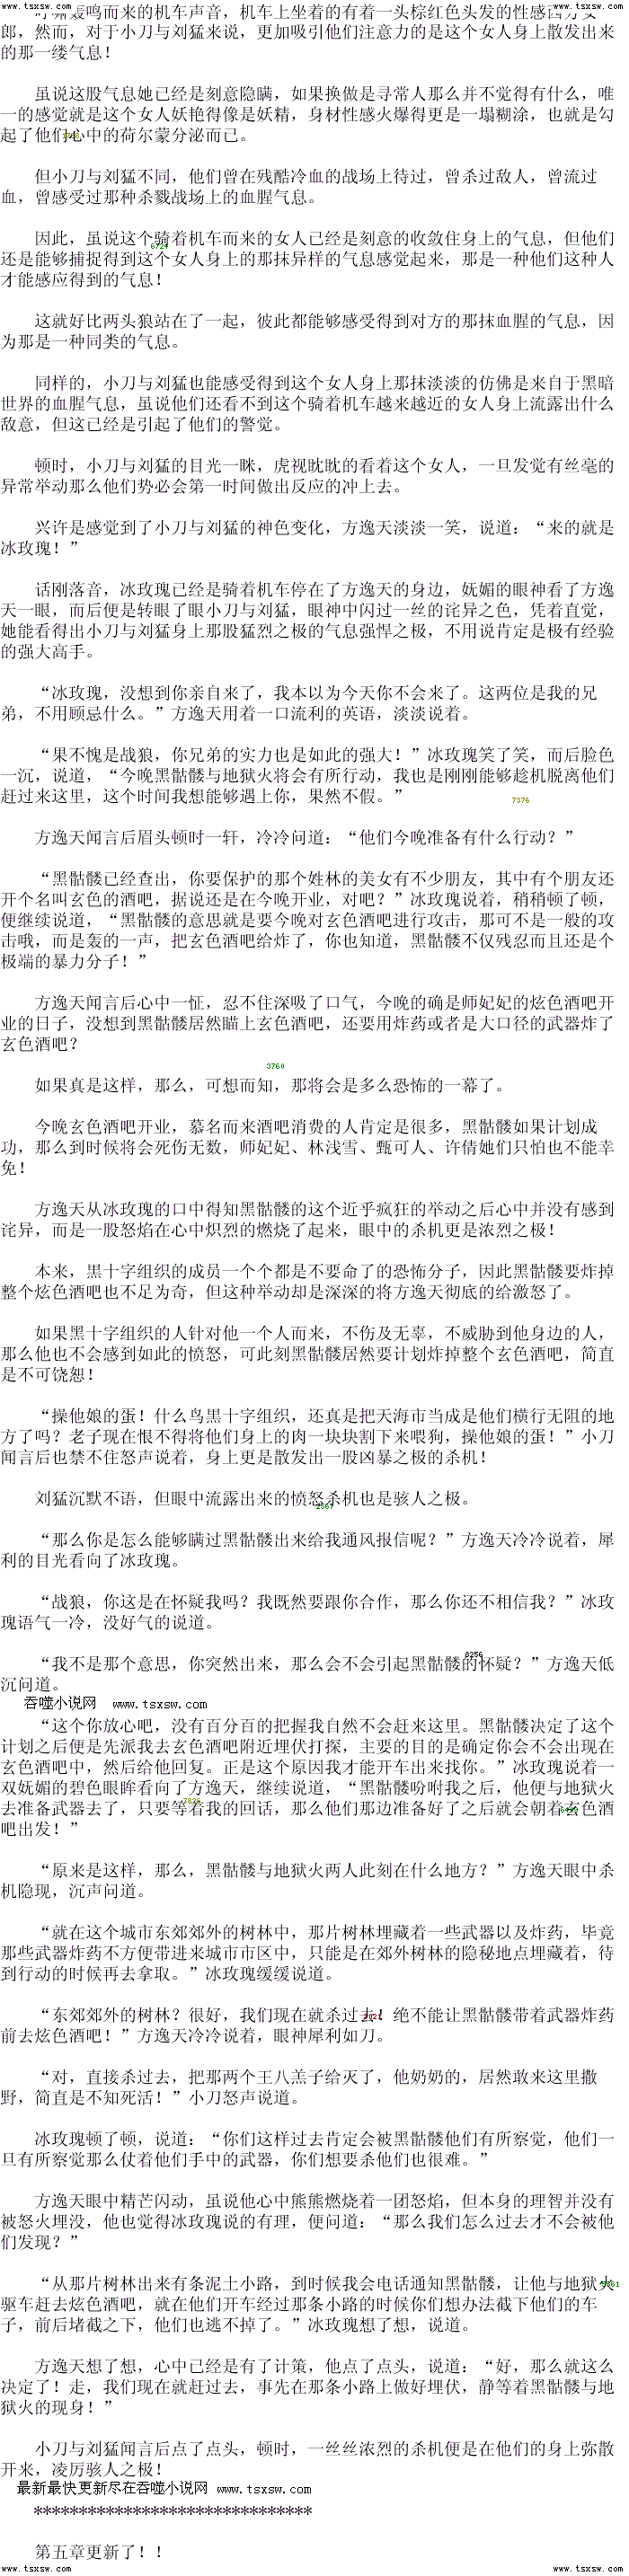 www.tsxsw.com www.tsxsw.com
轰鸣而来的机车声音，机车上坐着的有着一头棕红色头发的性感
郎，然而，对于小刀与刘猛来说，更加吸引他们注意力的是这个女人身上散发出来
的那一缕气息！
虽说这股气息她已经是刻意隐瞒，如果换做是寻常人那么并不觉得有什么，唯
一的感觉就是这个女人妖艳得像是妖精，身材性感火爆得更是一塌糊涂，也就是勾
起了他们心中的荷尔蒙分泌而已。
但小刀与刘猛不同，他们曾在残酷冷血的战场上待过，曾杀过敌人，曾流过
血，曾感受过那种杀戮战场上的血腥气息。
因此，虽说这个骑着机车而来的女人已经是刻意的收敛住身上的气息，但他们
6724
还是能够捕捉得到这个女人身上的那抹异样的气息感觉起来，那是一种他们这种人
才能感应得到的气息！
这就好比两头狼站在了一起，彼此都能够感受得到对方的那抹血腥的气息，因
为那是一种同类的气息。
同样的，小刀与刘猛也能感受得到这个女人身上那抹淡淡的仿佛是来自于黑暗
世界的血腥气息，虽说他们还看不到这个骑着机车越来越近的女人身上流露出什么
敌意，但这已经是引起了他们的警觉。
顿时，小刀与刘猛的目光一眯，虎视眈眈的看着这个女人，一旦发觉有丝毫的
异常举动那么他们势必会第一时间做出反应的冲上去。
兴许是感觉到了小刀与刘猛的神色变化，方逸天淡淡一笑，说道：“来的就是
冰玫瑰！”
话刚落音，冰玫瑰已经是骑着机车停在了方逸天的身边，妩媚的眼神看了方逸
天一眼，而后便是转眼了眼小刀与刘猛，眼神中闪过一丝的诧异之色，凭着直觉，
她能看得出小刀与刘猛身上那股猛烈之极的气息强悍之极，不用说肯定是极有经验
的强大高手。
“冰玫瑰，没想到你亲自来了，我本以为今天你不会来了。这两位是我的兄
弟，不用顾忌什么。”方逸天用着一口流利的英语，淡淡说着。
“果不愧是战狼，你兄弟的实力也是如此的强大！”冰玫瑰笑了笑，而后脸色
一沉，说道，“今晚黑骷髅与地狱火将会有所行动，我也是刚刚能够趁机脱离他们
赶过来这里，这个时间我想能够遇上你，果然不假。”
7376
方逸天闻言后眉头顿时一轩，冷冷问道：“他们今晚准备有什么行动？”
“黑骷髅已经查出，你要保护的那个姓林的美女有不少朋友，其中有个朋友还
开个名叫玄色的酒吧，据说还是在今晚开业，对吧？”冰玫瑰说着，稍稍顿了顿，
便继续说道，“黑骷髅的意思就是要今晚对玄色酒吧进行攻击，那可不是一般的攻
击哦，而是轰的一声，把玄色酒吧给炸了，你也知道，黑骷髅不仅残忍而且还是个
极端的暴力分子！”
方逸天闻言后心中一怔，忍不住深吸了口气，今晚的确是师妃妃的炫色酒吧开
业的日子，没想到黑骷髅居然瞄上玄色酒吧，还要用炸药或者是大口径的武器炸了
玄色酒吧？
3760
如果真是这样，那么，可想而知，那将会是多么恐怖的一幕了。
今晚玄色酒吧开业，慕名而来酒吧消费的人肯定是很多，黑骷髅如果计划成
功，那么到时候将会死伤无数，师妃妃、林浅雪、甄可人、许倩她们只怕也不能幸
免！
方逸天从冰玫瑰的口中得知黑骷髅的这个近乎疯狂的举动之后心中并没有感到
诧异，而是一股怒焰在心中炽烈的燃烧了起来，眼中的杀机更是浓烈之极！
本来，黑十字组织的成员一个个都是不要命了的恐怖分子，因此黑骷髅要炸掉
整个炫色酒吧也不足为奇，但这种举动却是深深的将方逸天彻底的给激怒了。
如果黑十字组织的人针对他一个人而来，不伤及无辜，不威胁到他身边的人，
那么他也不会感到如此的愤怒，可此刻黑骷髅居然要计划炸掉整个玄色酒吧，简直
是不可饶恕！
“操他娘的蛋！什么鸟黑十字组织，还真是把天海市当成是他们横行无阻的地
方了吗？老子现在恨不得将他们身上的肉一块块割下来喂狗，操他娘的蛋！”小刀
闻言后也禁不住怒声说着，身上更是散发出一股凶暴之极的杀机！
刘猛沉默不语，但眼中流露出来的愤怒杀机也是骇人之极。
“那么你是怎么能够瞒过黑骷髅出来给我通风报信呢？”方逸天冷冷说着，犀
利的目光看向了冰玫瑰。
“战狼，你这是在怀疑我吗？我既然要跟你合作，那么你还不相信我？”冰玫
瑰语气一冷，没好气的说道。
8256
“我不是那个意思，你突然出来，那么会不会引起黑骷髅的怀疑？”方逸天低
沉问道。
吞噬小说网 www.tsxsw.com
“这个你放心吧，没有百分百的把握我自然不会赶来这里。黑骷髅决定了这个
计划之后便是先派我去玄色酒吧附近埋伏打探，主要的目的是确定你会不会出现在
玄色酒吧中，然后给他回复。正是这个原因我才能开车出来找你。”冰玫瑰说着一
双妩媚的碧色眼眸看向了方逸天，继续说道，“黑骷髅吩咐我之后，他便与地狱火
去准备武器去了，只要等着我的回话，那么他们那边准备好了之后就会朝着玄色酒
吧出发！”
“原来是这样，那么，黑骷髅与地狱火两人此刻在什么地方？”方逸天眼中杀
机隐现，沉声问道。
“就在这个城市东郊郊外的树林中，那片树林埋藏着一些武器以及炸药，毕竟
那些武器炸药不方便带进来城市市区中，只能是在郊外树林的隐秘地点埋藏着，待
到行动的时候再去拿取。”冰玫瑰缓缓说道。
“东郊郊外的树林？很好，我们现在就杀过去！绝不能让黑骷髅带着武器炸药
前去炫色酒吧！”方逸天冷冷说着，眼神犀利如刀。
“对，直接杀过去，把那两个王八羔子给灭了，他奶奶的，居然敢来这里撒
野，简直是不知死活！”小刀怒声说道。
冰玫瑰顿了顿，说道：“你们这样过去肯定会被黑骷髅他们有所察觉，他们一
旦有所察觉那么仗着他们手中的武器，你们想要杀他们也很难。”
方逸天眼中精芒闪动，虽说他心中熊熊燃烧着一团怒焰，但本身的理智并没有
被怒火埋没，他也觉得冰玫瑰说的有理，便问道：“那么我们怎么过去才不会被他
们发现？”
“从那片树林出来有条泥土小路，到时候我会电话通知黑骷髅，让他与地狱火
驱车赶去炫色酒吧，就在他们开车经过那条小路的时候你们想办法截下他们的车
子，前后堵截之下，他们也逃不掉了。”冰玫瑰想了想，说道。
方逸天想了想，心中已经是有了计策，他点了点头，说道：“好，那么就这么
决定了！走，我们现在就赶过去，事先在那条小路上做好埋伏，静等着黑骷髅与地
狱火的现身！”
小刀与刘猛闻言后点了点头，顿时，一丝丝浓烈的杀机便是在他们的身上弥散
开来，凌厉骇人之极！
最新最快更新尽在吞噬小说网 www.tsxsw.com
*******************************
第五章更新了！！
www.tsxsw.com www.tsxsw.com